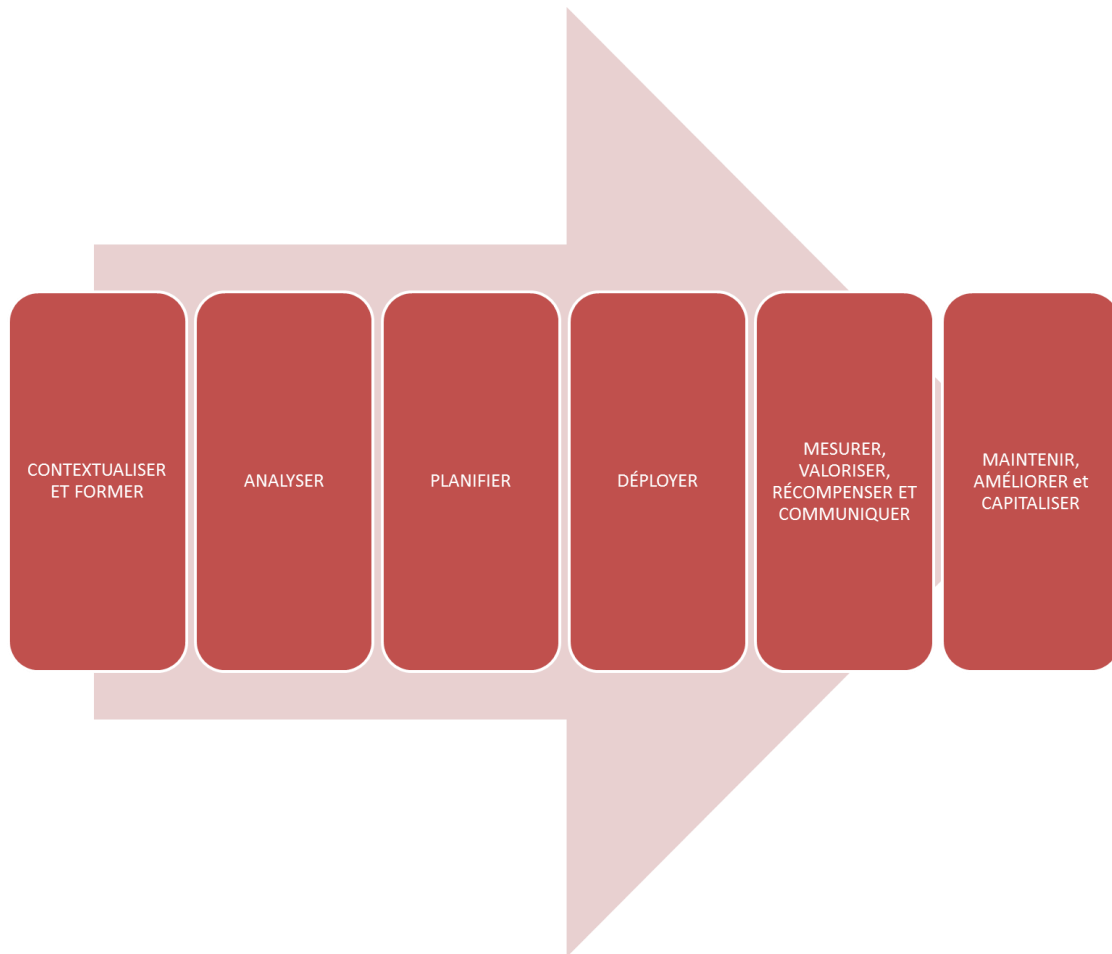 CONTEXTUALISER
ET FORMER
ANALYSER
PLANIFIER
DÉPLOYER
MESURER,
VALORISER,
RÉCOMPENSER ET
COMMUNIQUER
MAINTENIR,
AMÉLIORER et
CAPITALISER